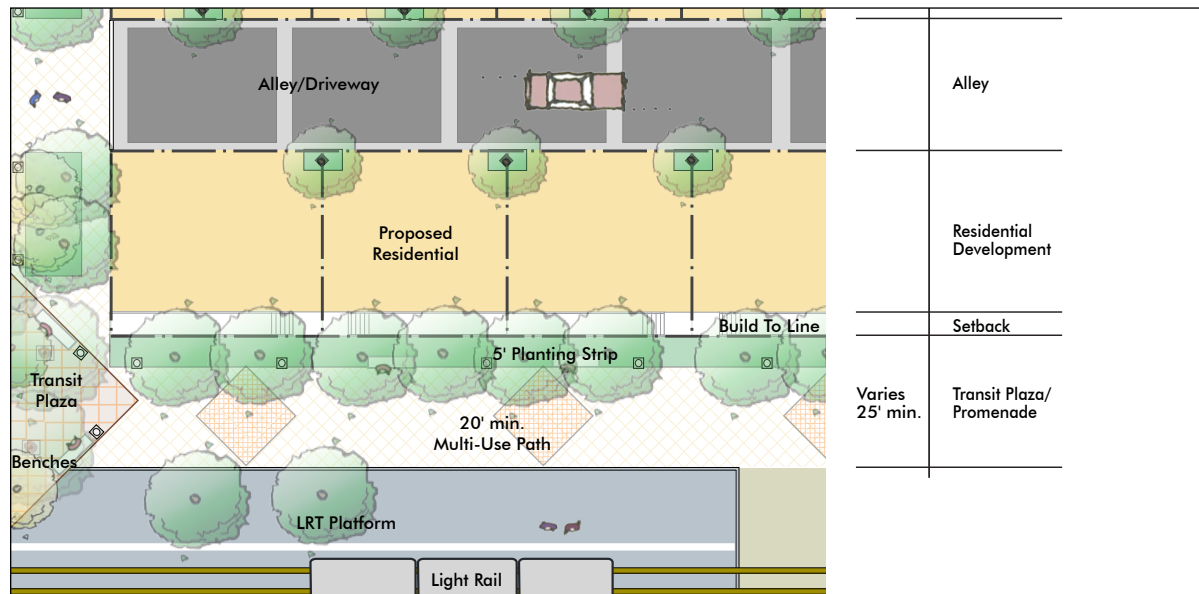 Alley/Driveway
Alley
Proposed
Residential
Residential
Development
Build To Line
Setback
5' Planting Strip
Transit
Plaza
Varies
25' min.
Transit Plaza/
Promenade
20' min.
Multi-Use Path
Benches
LRT Platform
Light Rail